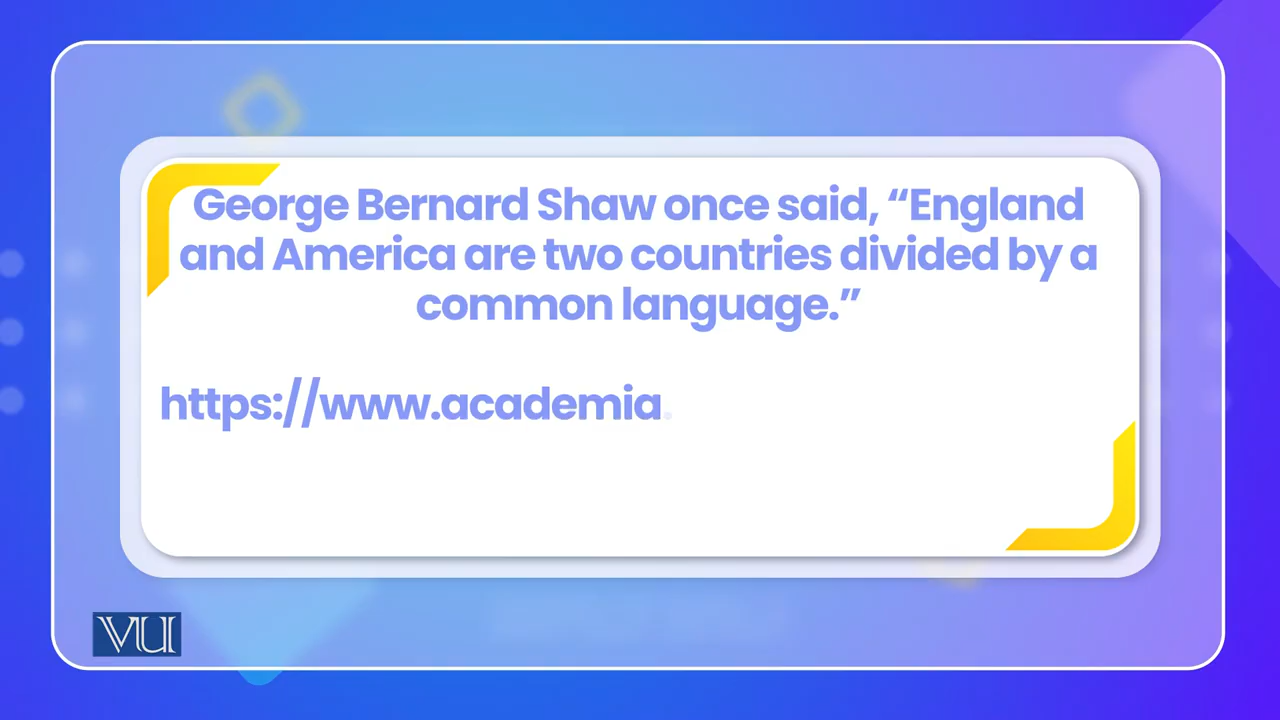 George Bernard Shaw once said, “England
and America are two countries divided by a
common language.”
https://www.academia.
VU